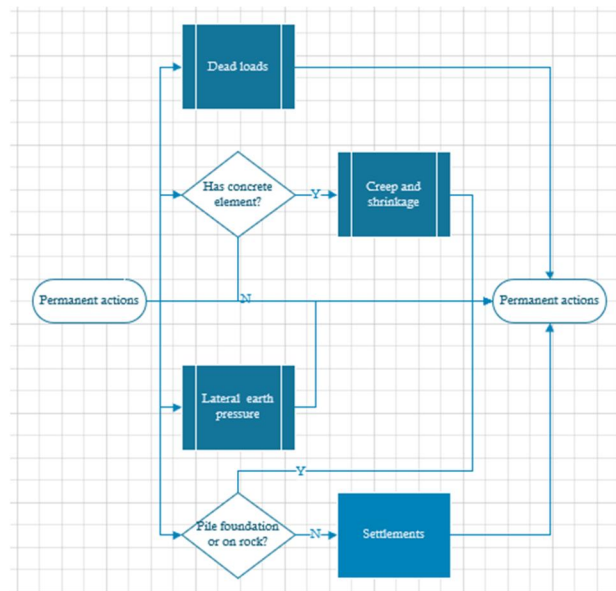 Dead loads
Has concrete
element?
Y
Creep and
shrinkage
Permanent actions
N
Permanent actions
Lateral earth
pressure
Y
Pile foundation
or on rock?
N
Settlements